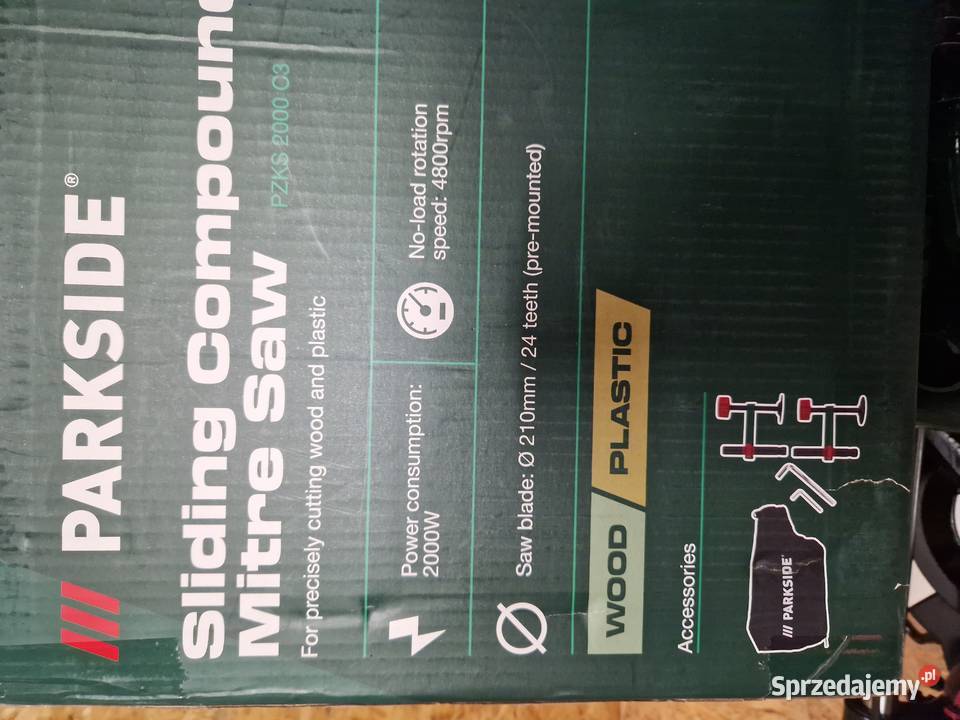 /// PARKSIDE®
Sliding Compound
Mitre Saw
PZKS 2000 C3
For precisely cutting wood and plastic
Power consumption:
2000W
No-load rotation
speed: 4800rpm
Saw blade: Ø 210mm / 24 teeth (pre-mounted)
WOOD / PLASTIC
Accessories
/// PARKSIDE®
Sprzedajemy.pl